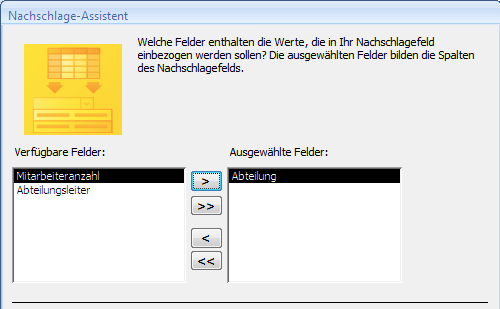 Nachschlage-Assistent
Welche Felder enthalten die Werte, die in Ihr Nachschlagefeld
einbezogen werden sollen? Die ausgewählten Felder bilden die Spalten
des Nachschlagefelds.
Verfügbare Felder:
Ausgewählte Felder:
Mitarbeiteranzahl
Abteilungsleiter
>
>>
<
<<
Abteilung